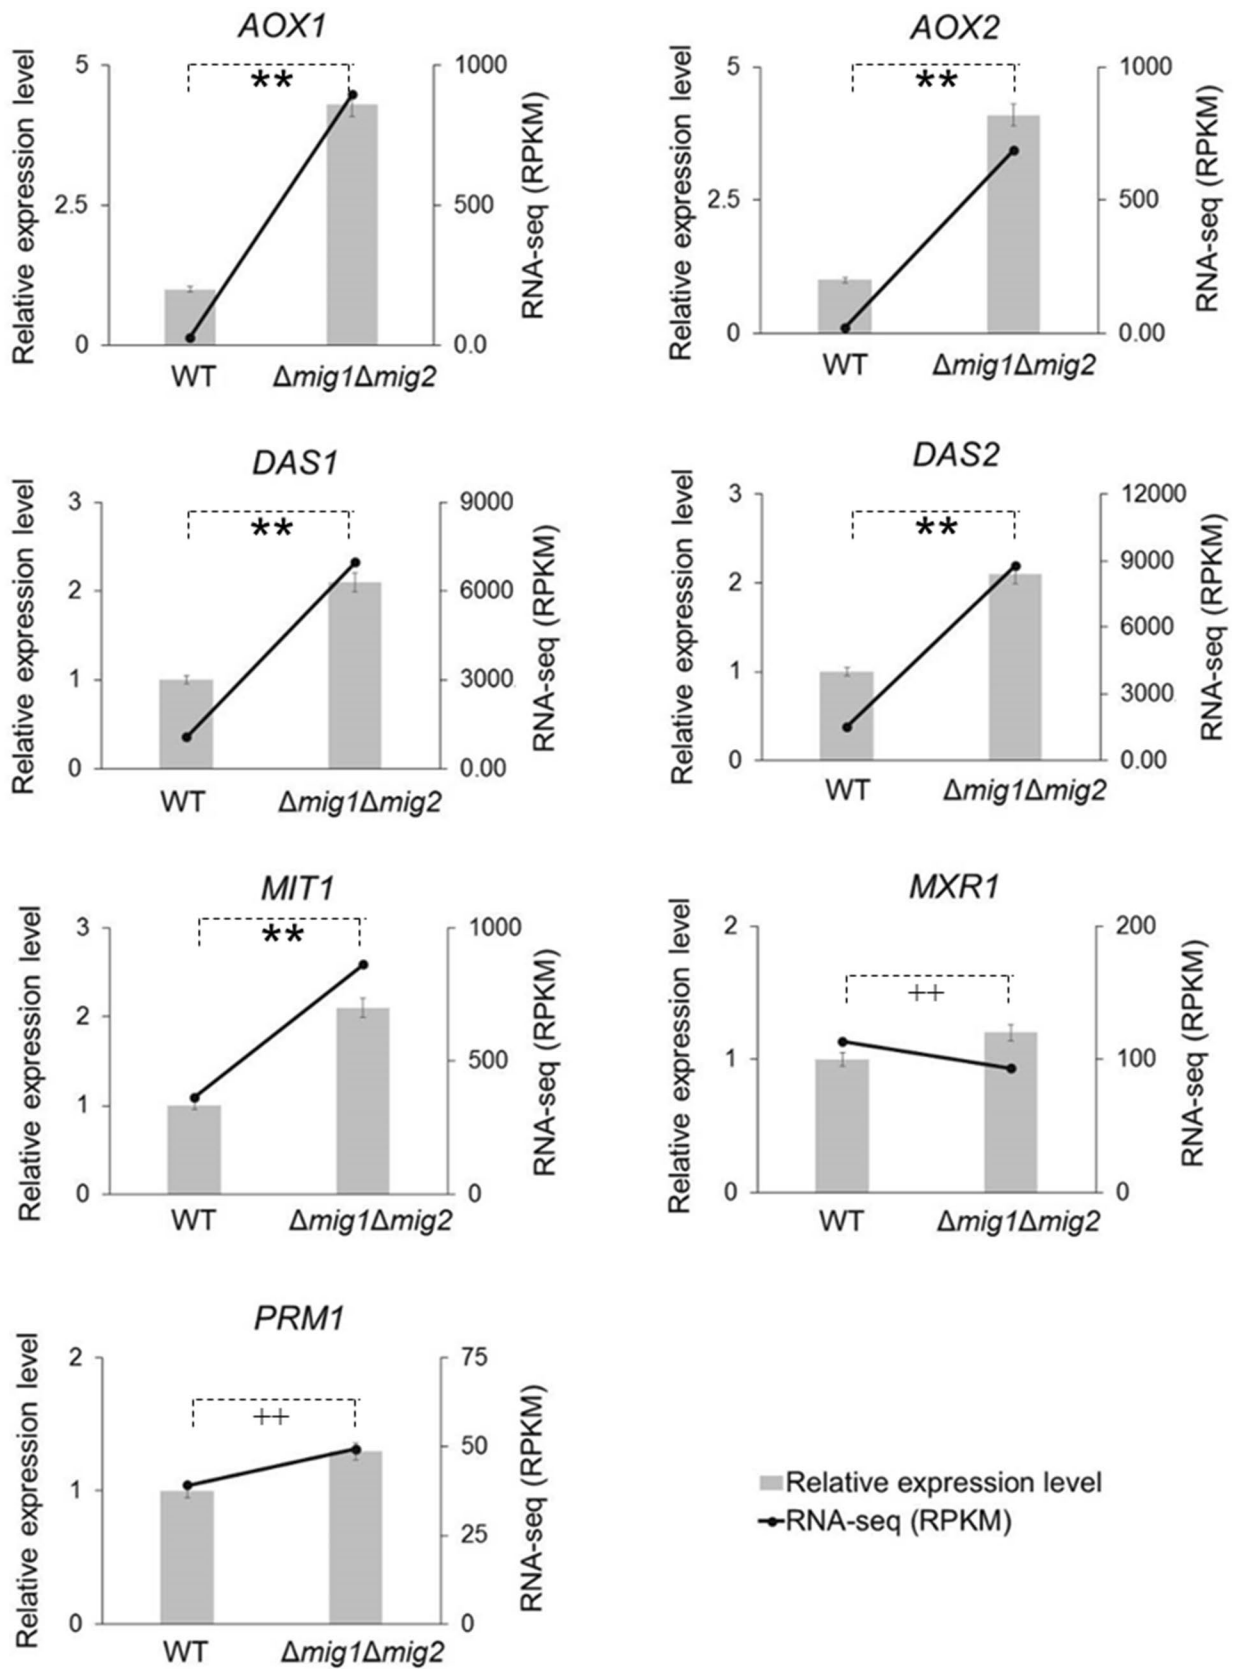 AOX1
Relative expression level
5
2.5
0
**
1000
500
0.0
RNA-seq (RPKM)
WT
Δmig1Δmig2
AOX2
Relative expression level
5
2.5
0
**
1000
500
0.00
RNA-seq (RPKM)
WT
Δmig1Δmig2
DAS1
Relative expression level
3
2
1
0
**
9000
6000
3000
0.00
RNA-seq (RPKM)
WT
Δmig1Δmig2
DAS2
Relative expression level
3
2
1
0
**
12000
9000
6000
3000
0.00
RNA-seq (RPKM)
WT
Δmig1Δmig2
MIT1
Relative expression level
3
2
1
0
**
1000
500
0
RNA-seq (RPKM)
WT
Δmig1Δmig2
MXR1
Relative expression level
2
1
0
++
200
100
0
RNA-seq (RPKM)
WT
Δmig1Δmig2
PRM1
Relative expression level
2
1
0
++
75
50
25
0
RNA-seq (RPKM)
WT
Δmig1Δmig2
Relative expression level
RNA-seq (RPKM)